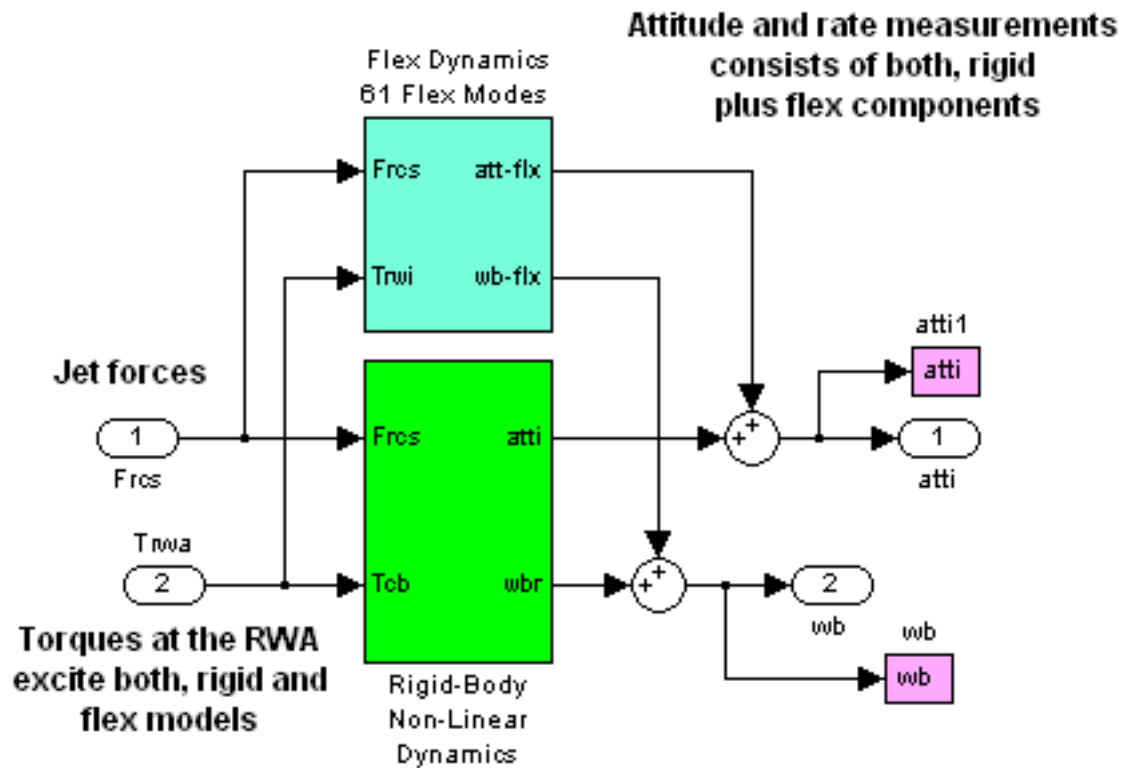 Attitude and rate measurements
consists of both, rigid
plus flex components
Flex Dynamics
61 Flex Modes
Frcs
att-flx
Trwi
wb-flx
atti1
atti
Jet forces
1
Frcs
Frcs
atti
+
+
1
atti
Trwa
2
Tcb
wbr
+
+
2
wb
wb
wb
Torques at the RWA
excite both, rigid and
flex models
Rigid-Body
Non-Linear
Dynamics